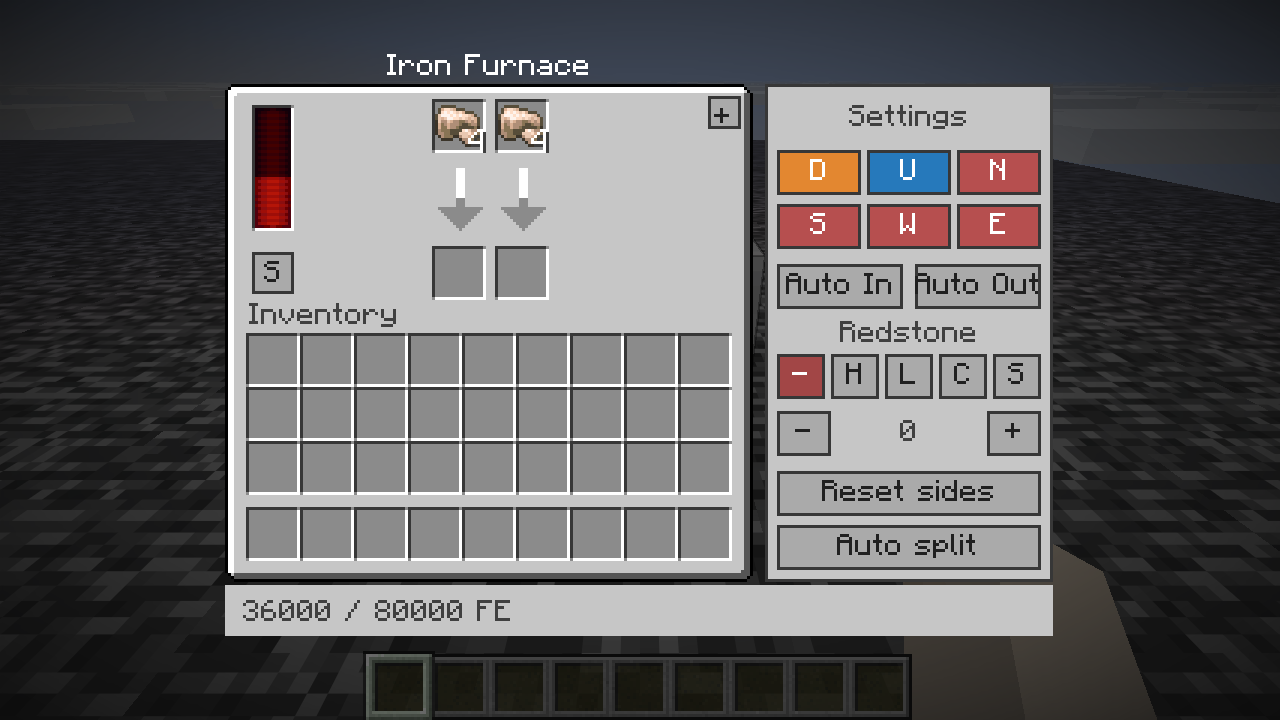 Iron Furnace
+
Settings
D U N
S W E
S
Auto In Auto Out
Inventory
Redstone
- H L C S
- 0 +
Reset sides
Auto split
36000 / 80000 FE